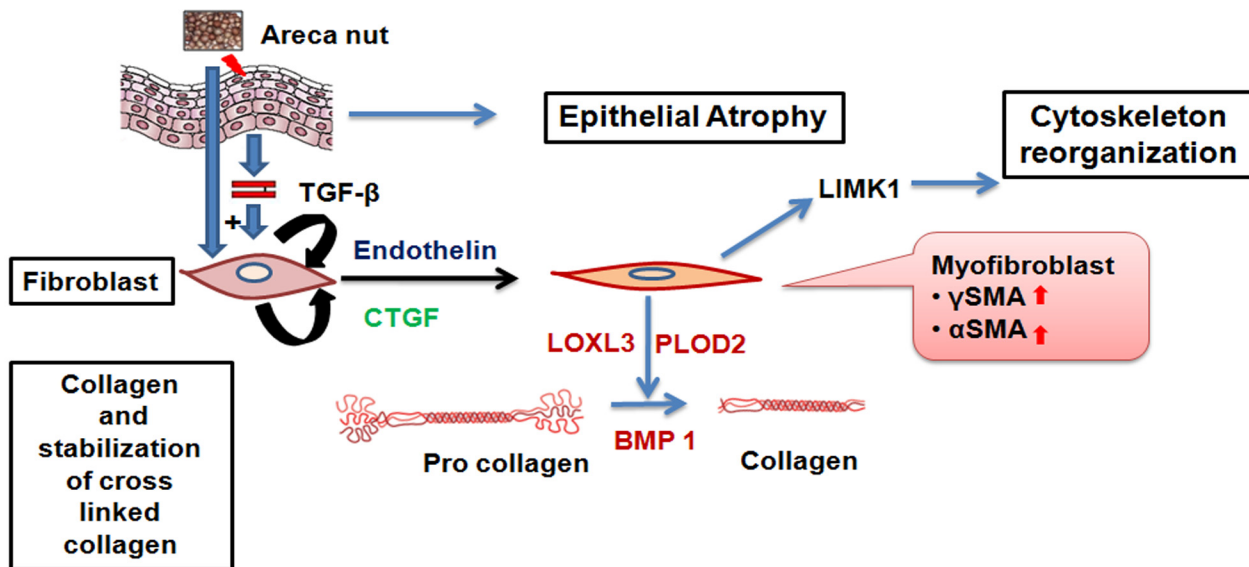 Areca nut
Epithelial Atrophy
Cytoskeleton
reorganization
TGF-β
LIMK1
+
Endothelin
Fibroblast
CTGF
Myofibroblast
• γSMA
• αSMA
LOXL3 PLOD2
Collagen
and
stabilization
of cross
linked
collagen
BMP 1
Pro collagen
Collagen